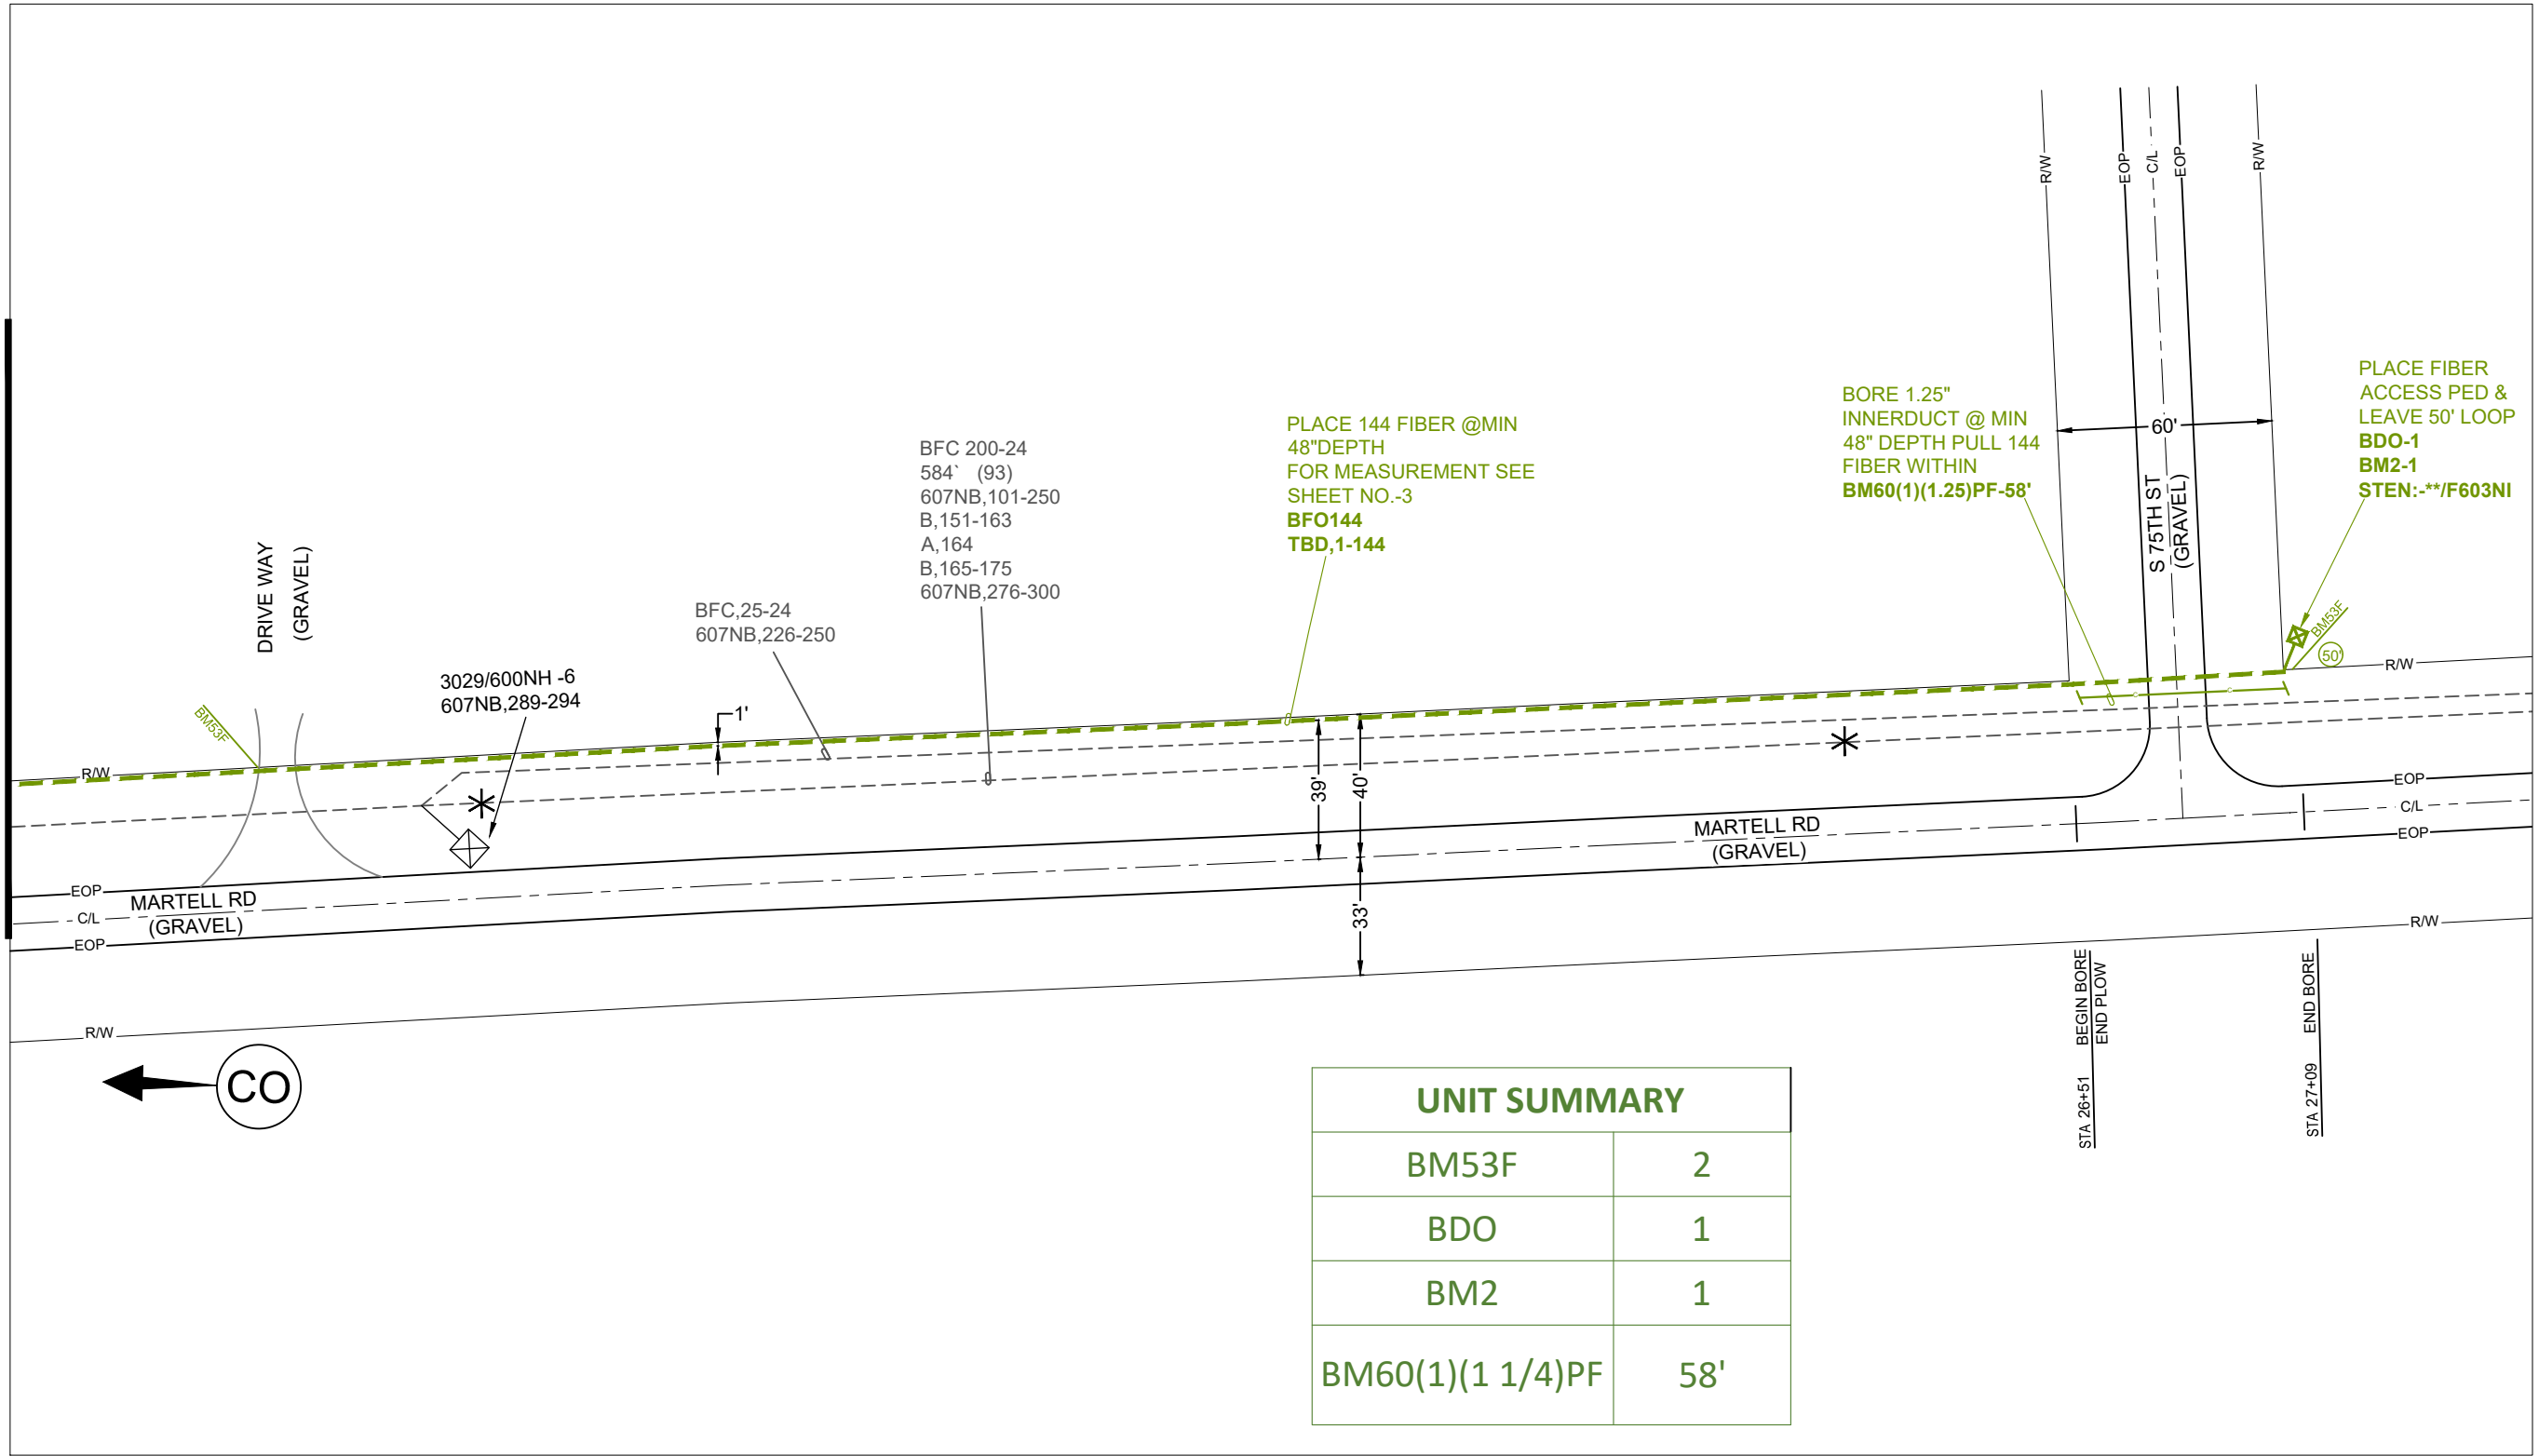 R/W
EOP
C/L
EOP
R/W
S 75TH ST
(GRAVEL)
60'
PLACE FIBER
ACCESS PED &
LEAVE 50' LOOP
BDO-1
BM2-1
STEN:-**/F603NI
BORE 1.25"
INNERDUCT @ MIN
48" DEPTH PULL 144
FIBER WITHIN
BM60(1)(1.25)PF-58'
PLACE 144 FIBER @MIN
48"DEPTH
FOR MEASUREMENT SEE
SHEET NO.-3
BFO144
TBD,1-144
BFC 200-24
584` (93)
607NB,101-250
B,151-163
A,164
B,165-175
607NB,276-300
BFC,25-24
607NB,226-250
DRIVE WAY
(GRAVEL)
3029/600NH -6
607NB,289-294
BM53F
BM53F
50'
1'
R/W
R/W
39'
40'
33'
EOP
C/L
EOP
MARTELL RD
(GRAVEL)
MARTELL RD
(GRAVEL)
EOP
C/L
EOP
R/W
R/W
CO
STA 26+51 BEGIN BORE
END PLOW
STA 27+09 END BORE
UNIT SUMMARY
BM53F 2
BDO 1
BM2 1
BM60(1)(1 1/4)PF 58'